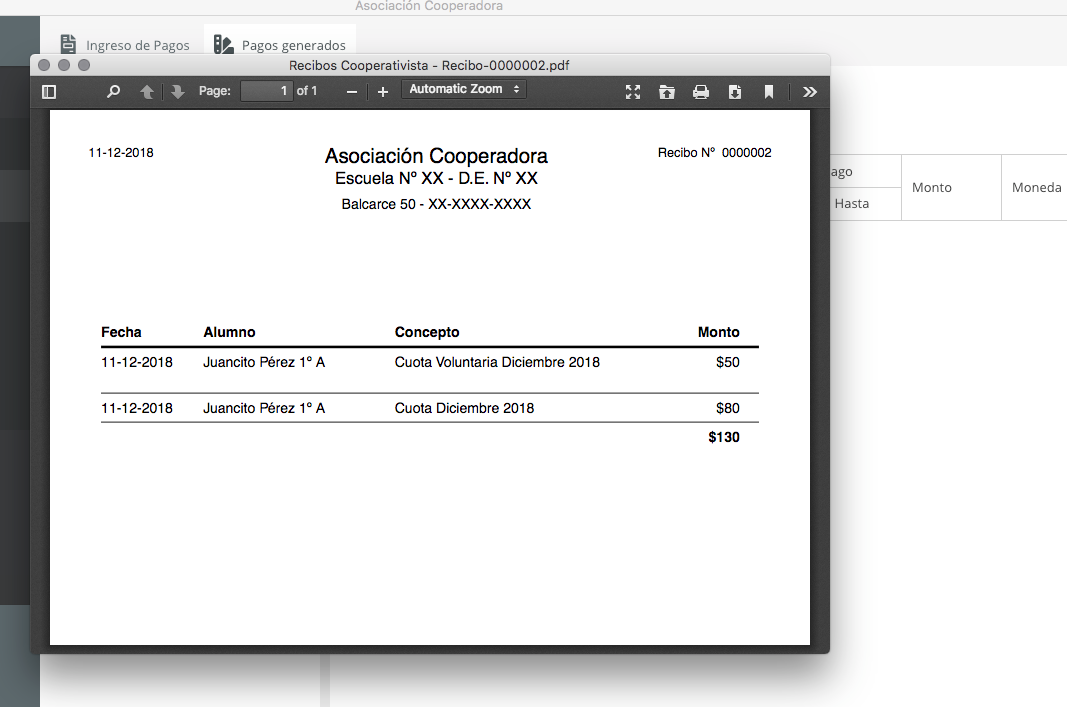 Asociación Cooperadora
Ingreso de Pagos
Pagos generados
Recibos Cooperativista - Recibo-0000002.pdf
Page: 1 of 1
Automatic Zoom
ago
Hasta
Monto
Moneda
11-12-2018
Asociación Cooperadora
Recibo Nº 0000002
Escuela Nº XX - D.E. Nº XX
Balcarce 50 - XX-XXXX-XXXX
Fecha Alumno Concepto Monto
11-12-2018 Juancito Pérez 1º A Cuota Voluntaria Diciembre 2018 $50
11-12-2018 Juancito Pérez 1º A Cuota Diciembre 2018 $80
$130